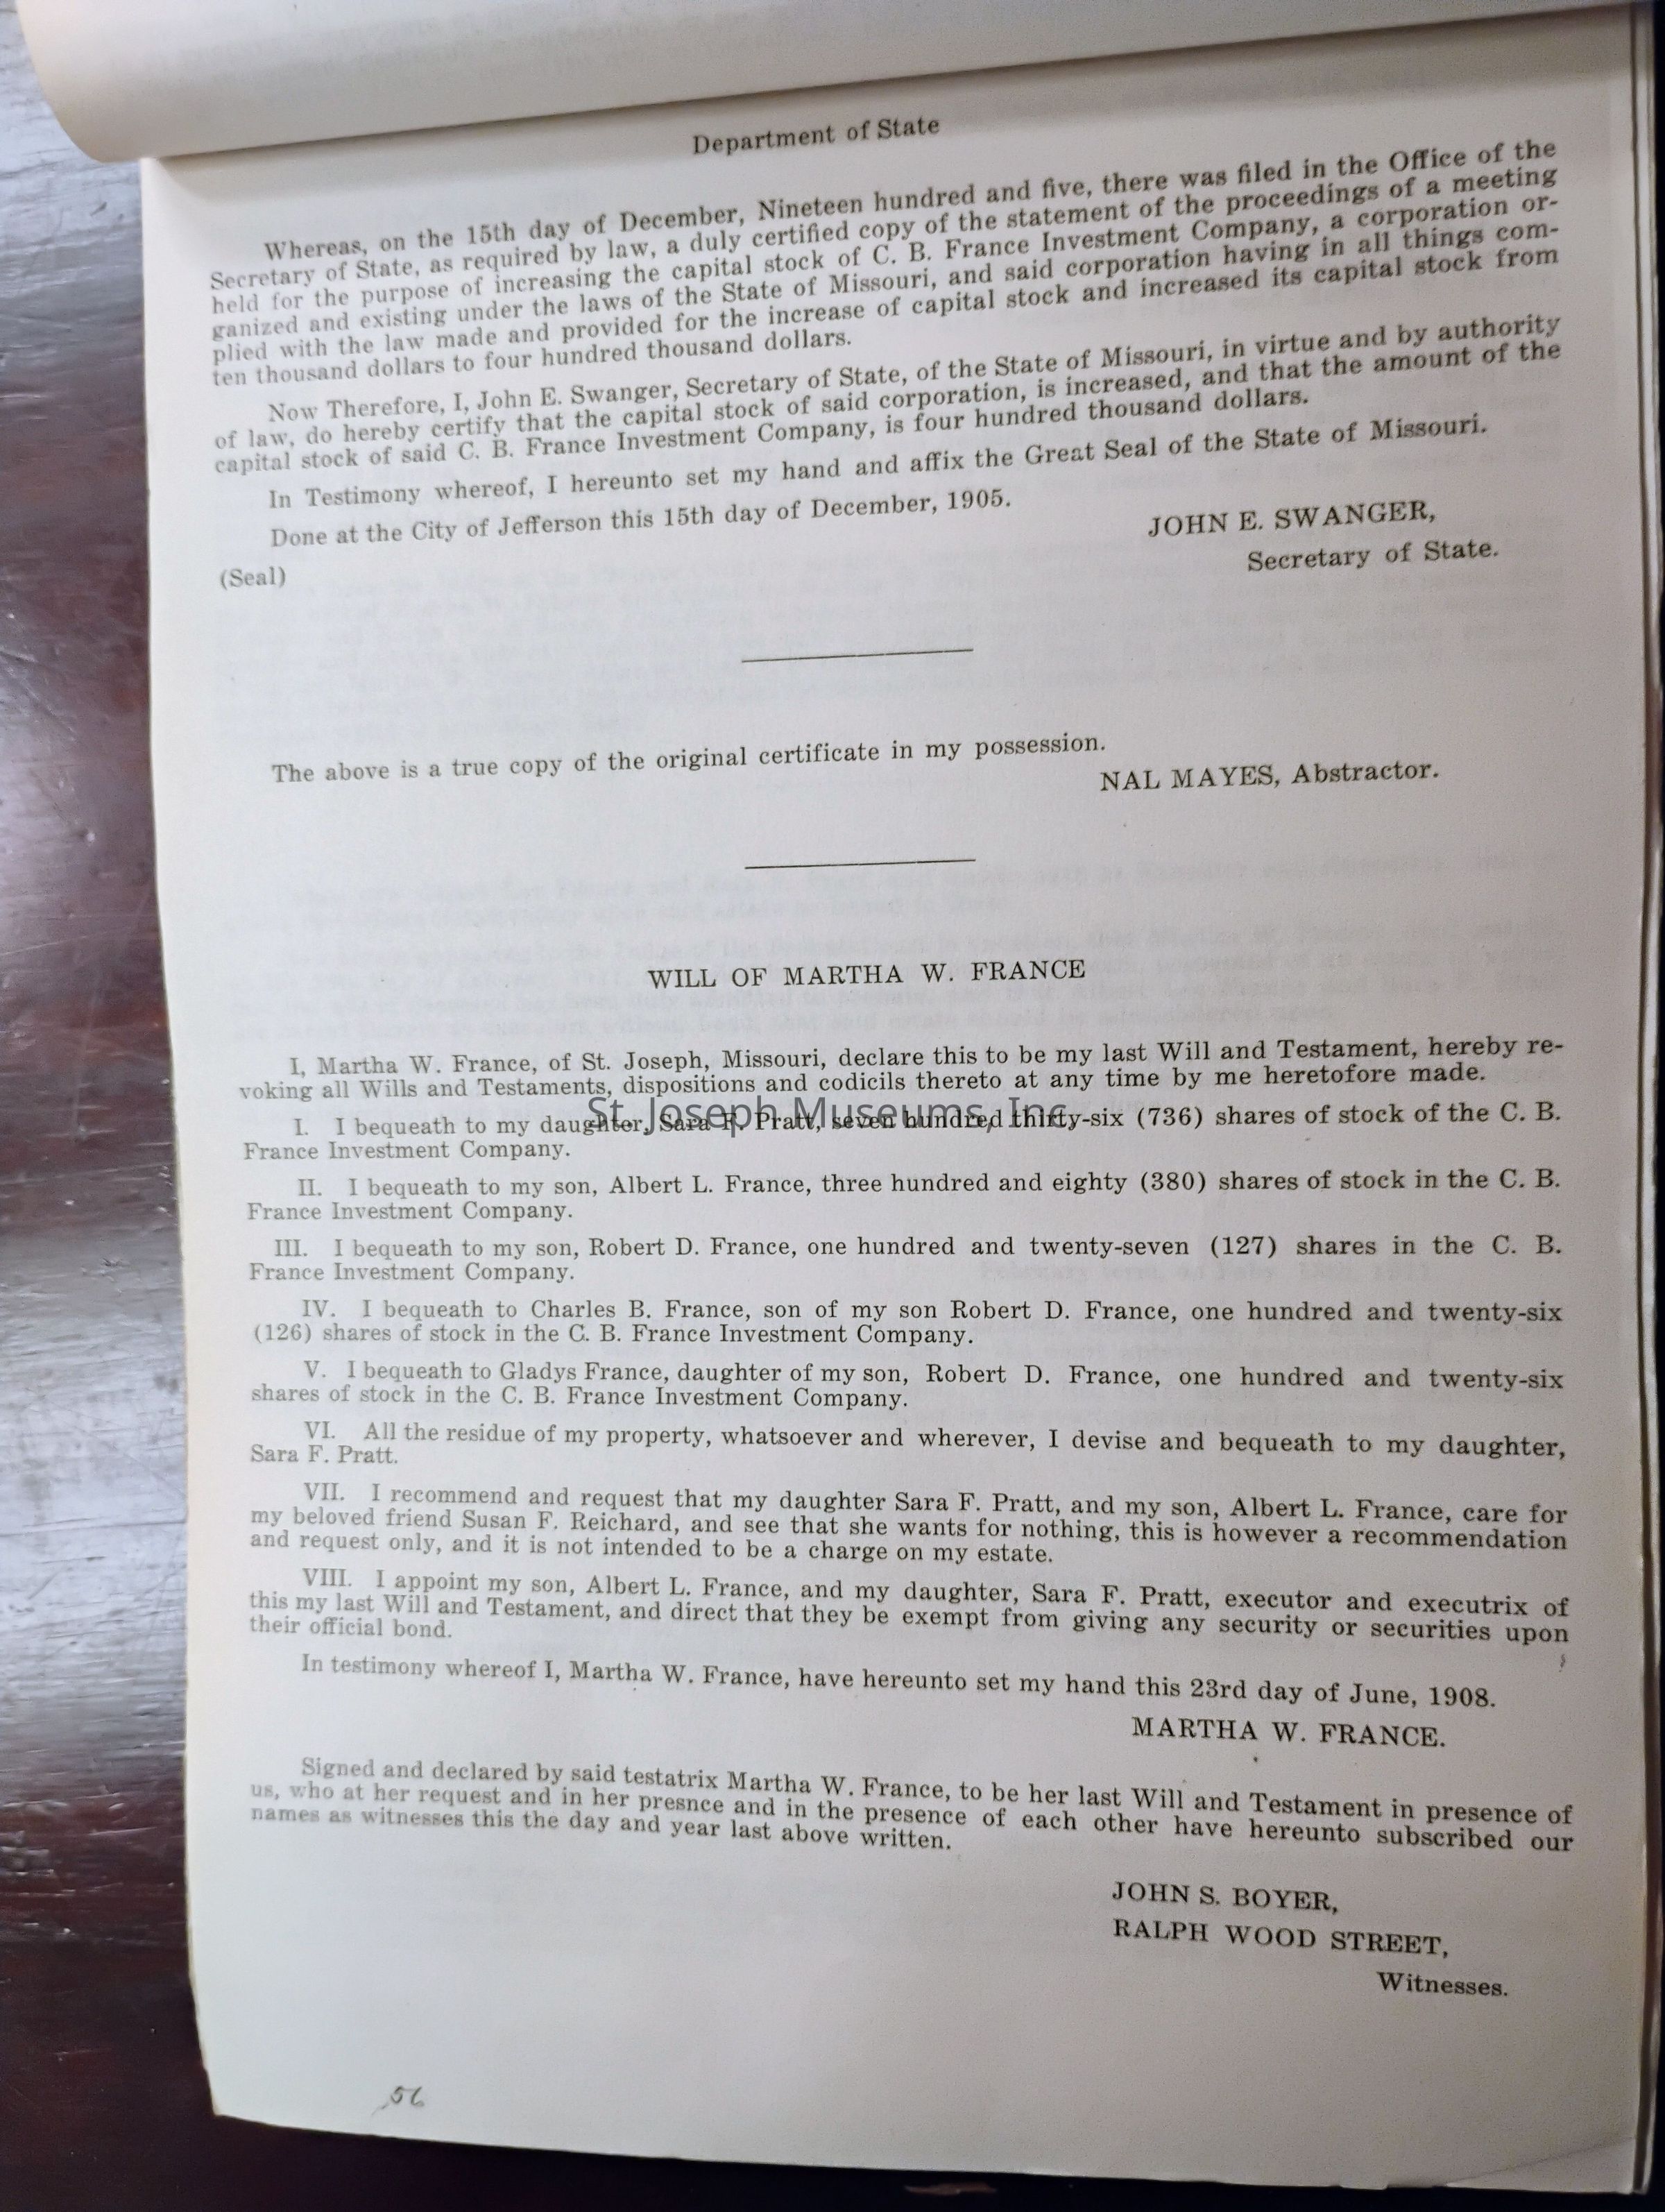 Department of State
Whereas, on the 15th day of December, Nineteen hundred and five, there was filed in the Office of the
Secretary of State, as required by law, a duly certified copy of the statement of the proceedings of a meeting
held for the purpose of increasing the capital stock of C. B. France Investment Company, a corporation or-
ganized and existing under the laws of the State of Missouri, and said corporation having in all things com-
plied with the law made and provided for the increase of capital stock and increased its capital stock from
ten thousand dollars to four hundred thousand dollars.
Now Therefore, I, John E. Swanger, Secretary of State, of the State of Missouri, in virtue and by authority
of law, do hereby certify that the capital stock of said corporation, is increased, and that the amount of the
capital stock of said C. B. France Investment Company, is four hundred thousand dollars.
In Testimony whereof, I hereunto set my hand and affix the Great Seal of the State of Missouri.
Done at the City of Jefferson this 15th day of December, 1905.
JOHN E. SWANGER,
(Seal) Secretary of State.
The above is a true copy of the original certificate in my possession.
NAL MAYES, Abstractor.
WILL OF MARTHA W. FRANCE
I, Martha W. France, of St. Joseph, Missouri, declare this to be my last Will and Testament, hereby re-
voking all Wills and Testaments, dispositions and codicils thereto at any time by me heretofore made.
St. Joseph Museums, Inc.
I. I bequeath to my daughter, Sara F. Pratt, seven hundred thirty-six (736) shares of stock of the C. B.
France Investment Company.
II. I bequeath to my son, Albert L. France, three hundred and eighty (380) shares of stock in the C. B.
France Investment Company.
III. I bequeath to my son, Robert D. France, one hundred and twenty-seven (127) shares in the C. B.
France Investment Company.
IV. I bequeath to Charles B. France, son of my son Robert D. France, one hundred and twenty-six
(126) shares of stock in the C. B. France Investment Company.
V. I bequeath to Gladys France, daughter of my son, Robert D. France, one hundred and twenty-six
shares of stock in the C. B. France Investment Company.
VI. All the residue of my property, whatsoever and wherever, I devise and bequeath to my daughter,
Sara F. Pratt.
VII. I recommend and request that my daughter Sara F. Pratt, and my son, Albert L. France, care for
my beloved friend Susan F. Reichard, and see that she wants for nothing, this is however a recommendation
and request only, and it is not intended to be a charge on my estate.
VIII. I appoint my son, Albert L. France, and my daughter, Sara F. Pratt, executor and executrix of
this my last Will and Testament, and direct that they be exempt from giving any security or securities upon
their official bond.
In testimony whereof I, Martha W. France, have hereunto set my hand this 23rd day of June, 1908.
MARTHA W. FRANCE.
Signed and declared by said testatrix Martha W. France, to be her last Will and Testament in presence of
us, who at her request and in her presnce and in the presence of each other have hereunto subscribed our
names as witnesses this the day and year last above written.
JOHN S. BOYER,
RALPH WOOD STREET,
Witnesses.
56